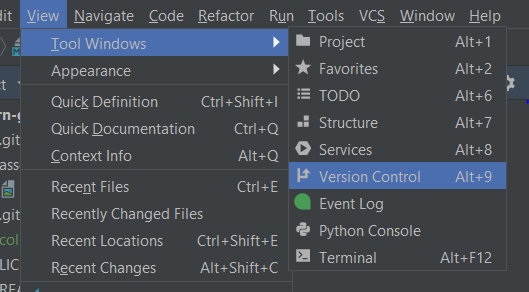 dit View Navigate Code Refactor Run Tools VCS Window Help
Tool Windows
Appearance
Quick Definition Ctrl+Shift+I
Quick Documentation Ctrl+Q
Context Info Alt+Q
Recent Files Ctrl+E
Recently Changed Files
Recent Locations Ctrl+Shift+E
Recent Changes Alt+Shift+C
Project Alt+1
Favorites Alt+2
TODO Alt+6
Structure Alt+7
Services Alt+8
Version Control Alt+9
Event Log
Python Console
Terminal Alt+F12
ct
rn-g
.git
asse
.git
col
LIC
REA